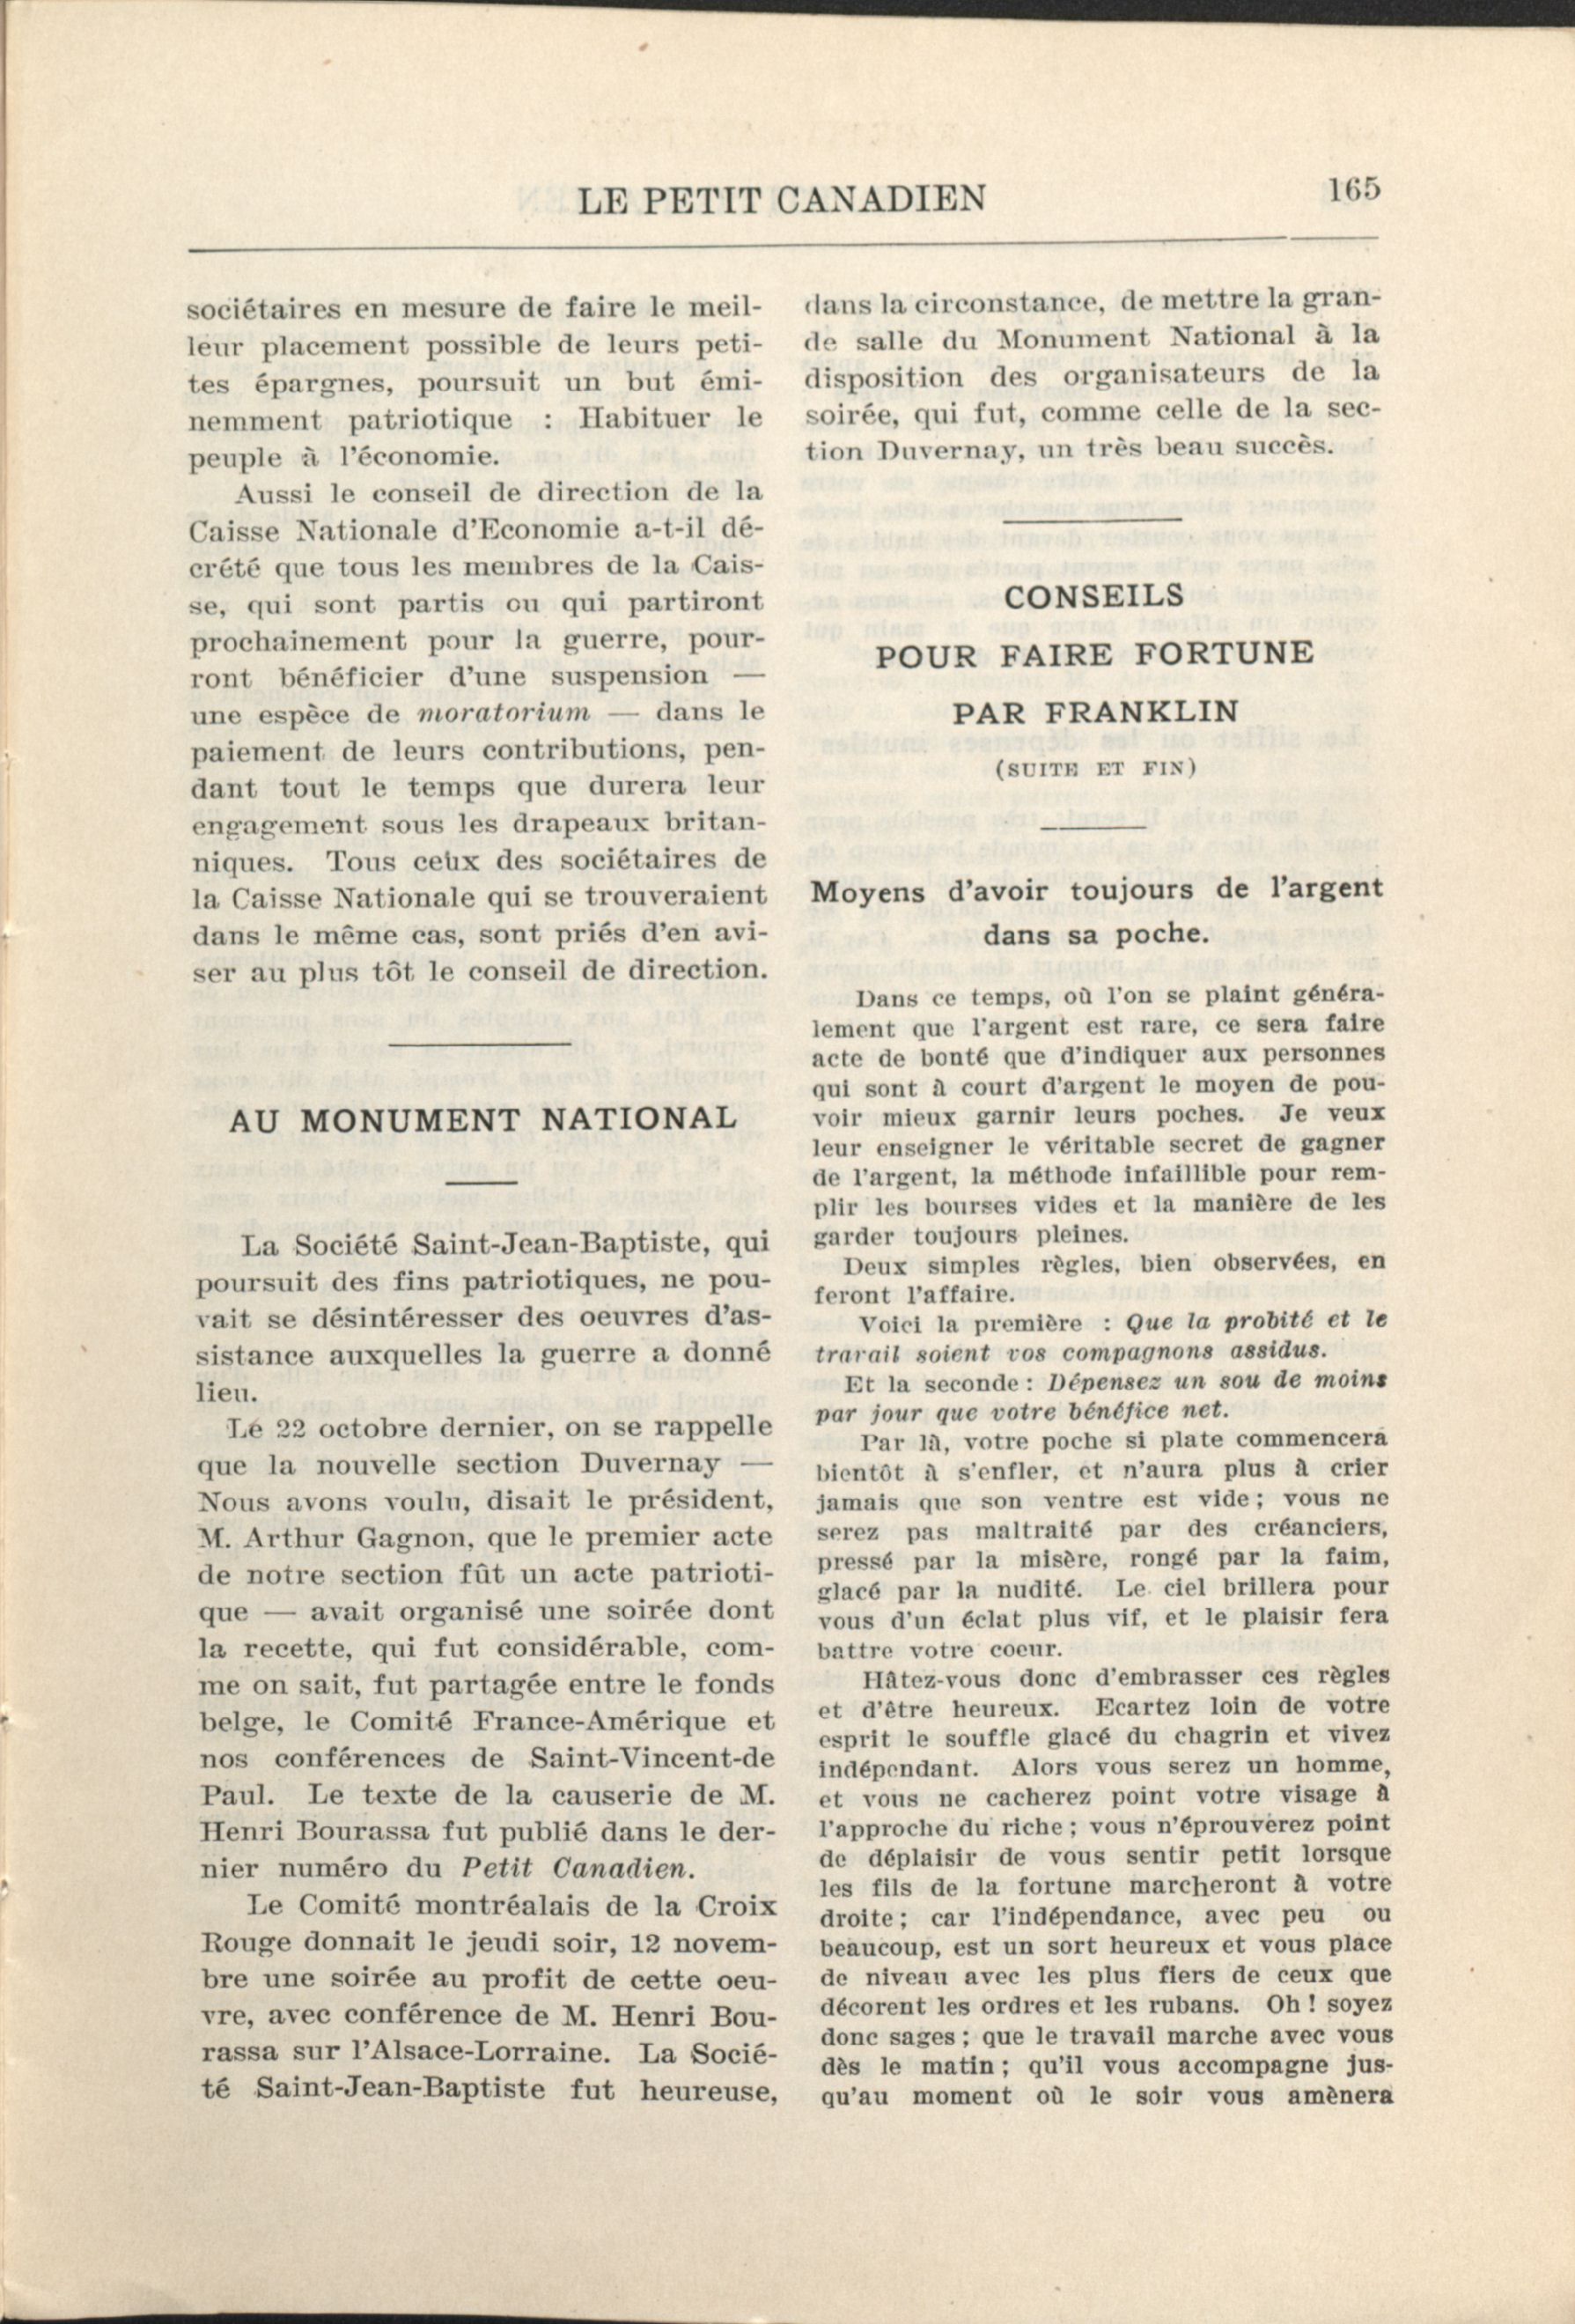 LE PETIT CANADIEN
165
sociétaires en mesure de faire le meil-
leur placement possible de leurs peti-
tes épargnes, poursuit un but émi-
nemment patriotique : Habituer le
peuple à l'économie.
Aussi le conseil de direction de la
Caisse Nationale d'Economie a-t-il dé-
crété que tous les membres de la Cais-
se, qui sont partis ou qui partiront
prochainement pour la guerre, pour-
ront bénéficier d'une suspension —
une espèce de moratorium — dans le
paiement de leurs contributions, pen-
dant tout le temps que durera leur
engagement sous les drapeaux britan-
niques. Tous ceux des sociétaires de
la Caisse Nationale qui se trouveraient
dans le même cas, sont priés d'en avi-
ser au plus tôt le conseil de direction.
AU MONUMENT NATIONAL
La Société Saint-Jean-Baptiste, qui
poursuit des fins patriotiques, ne pou-
vait se désintéresser des oeuvres d'as-
sistance auxquelles la guerre a donné
lieu.
Le 22 octobre dernier, on se rappelle
que la nouvelle section Duvernay —
Nous avons voulu, disait le président,
M. Arthur Gagnon, que le premier acte
de notre section fût un acte patrioti-
que — avait organisé une soirée dont
la recette, qui fut considérable, com-
me on sait, fut partagée entre le fonds
belge, le Comité France-Amérique et
nos conférences de Saint-Vincent-de
Paul. Le texte de la causerie de M.
Henri Bourassa fut publié dans le der-
nier numéro du Petit Canadien.
Le Comité montréalais de la Croix
Rouge donnait le jeudi soir, 12 novem-
bre une soirée au profit de cette oeu-
vre, avec conférence de M. Henri Bou-
rassa sur l'Alsace-Lorraine. La Socié-
té Saint-Jean-Baptiste fut heureuse,
dans la circonstance, de mettre la gran-
de salle du Monument National à la
disposition des organisateurs de la
soirée, qui fut, comme celle de la sec-
tion Duvernay, un très beau succès.
CONSEILS
POUR FAIRE FORTUNE
PAR FRANKLIN
(SUITE ET FIN)
Moyens d'avoir toujours de l'argent
dans sa poche.
Dans ce temps, où l'on se plaint généra-
lement que l'argent est rare, ce sera faire
acte de bonté que d'indiquer aux personnes
qui sont à court d'argent le moyen de pou-
voir mieux garnir leurs poches. Je veux
leur enseigner le véritable secret de gagner
de l'argent, la méthode infaillible pour rem-
plir les bourses vides et la manière de les
garder toujours pleines.
Deux simples règles, bien observées, en
feront l'affaire.
Voici la première : Que la probité et le
travail soient vos compagnons assidus.
Et la seconde : Dépensez un sou de moins
par jour que votre bénéfice net.
Par là, votre poche si plate commencera
bientôt à s'enfler, et n'aura plus à crier
jamais que son ventre est vide ; vous ne
serez pas maltraité par des créanciers,
pressé par la misère, rongé par la faim,
glacé par la nudité. Le ciel brillera pour
vous d'un éclat plus vif, et le plaisir fera
battre votre coeur.
Hâtez-vous donc d'embrasser ces règles
et d'être heureux. Ecartez loin de votre
esprit le souffle glacé du chagrin et vivez
indépendant. Alors vous serez un homme,
et vous ne cacherez point votre visage à
l'approche du riche ; vous n'éprouverez point
de déplaisir de vous sentir petit lorsque
les fils de la fortune marcheront à votre
droite ; car l'indépendance, avec peu ou
beaucoup, est un sort heureux et vous place
de niveau avec les plus fiers de ceux que
décorent les ordres et les rubans. Oh ! soyez
donc sages ; que le travail marche avec vous
dès le matin ; qu'il vous accompagne jus-
qu'au moment où le soir vous amènera